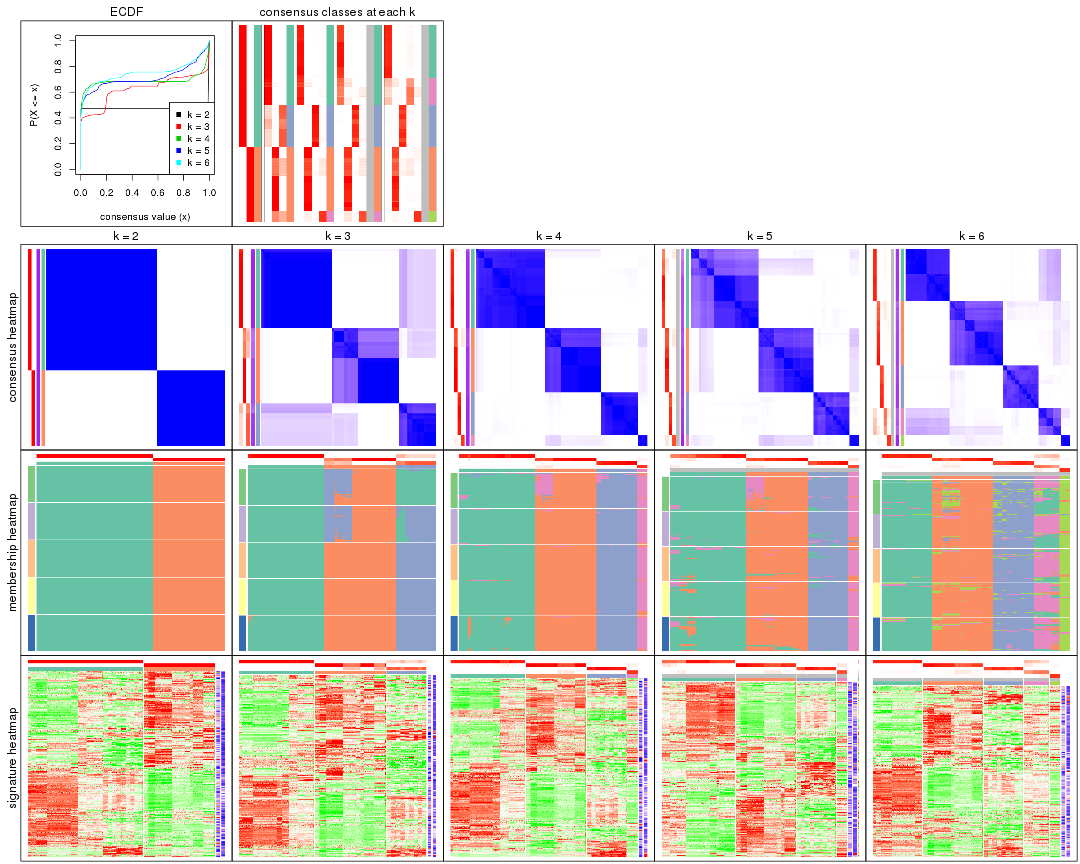 ECDF
consensus classes at each k
P(X <= x)
0.0 0.2 0.4 0.6 0.8 1.0
k = 2
k = 3
k = 4
k = 5
k = 6
0.0 0.2 0.4 0.6 0.8 1.0
consensus value (x)
k = 2
k = 3
k = 4
k = 5
k = 6
consensus heatmap
membership heatmap
signature heatmap